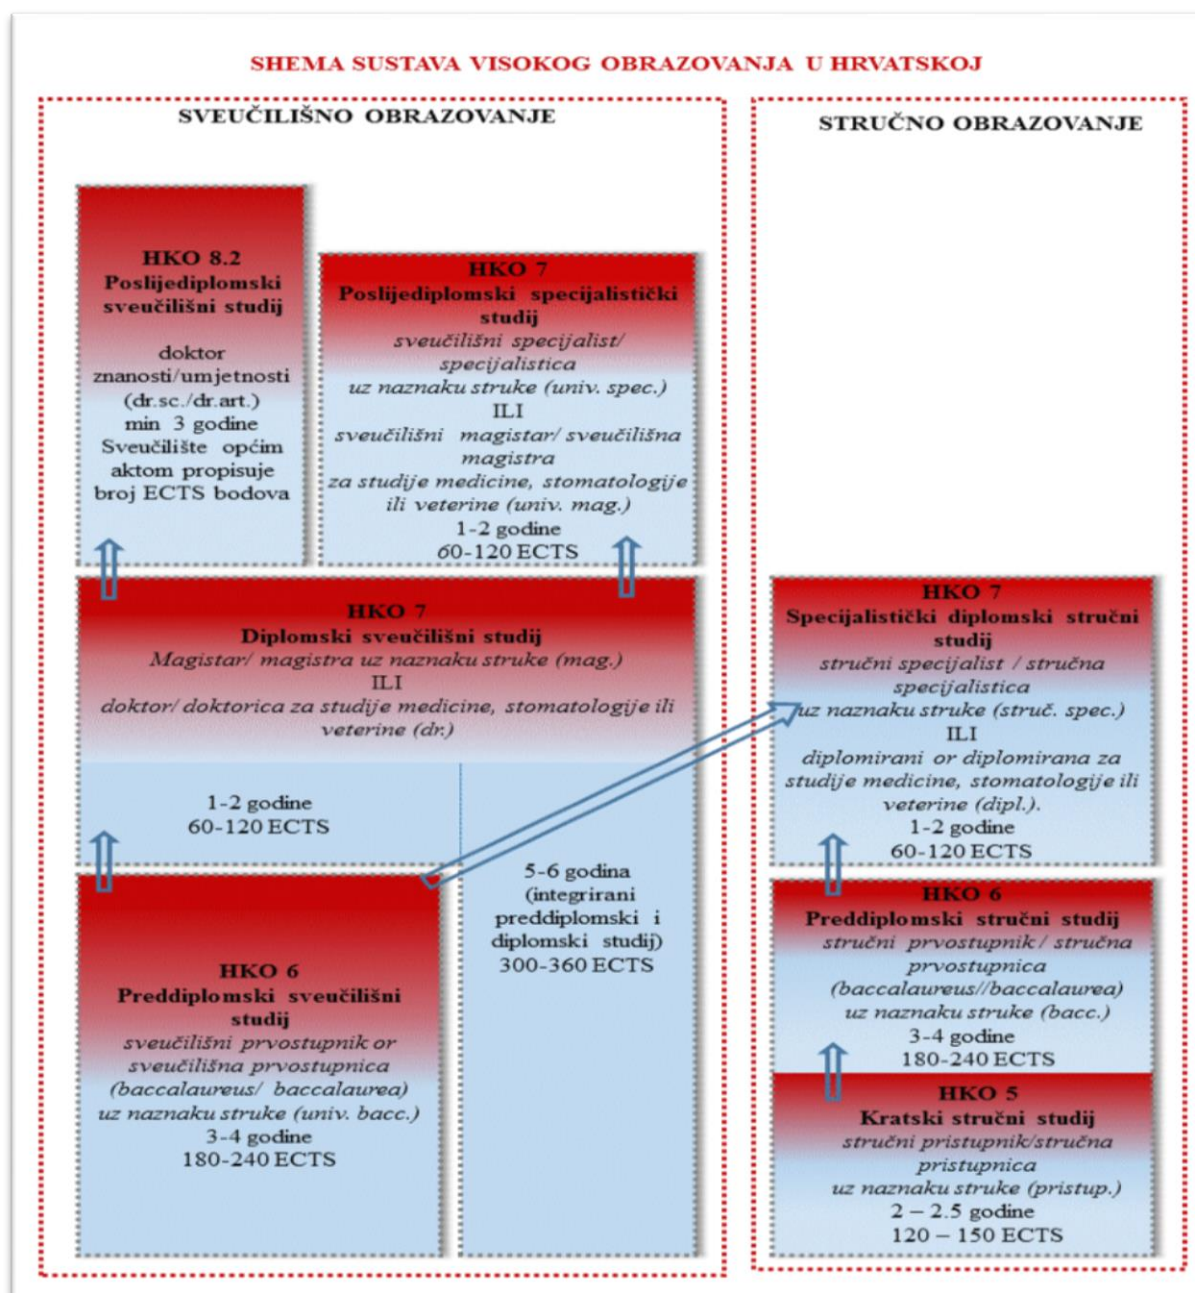 SHEMA SUSTAVA VISOKOG OBRAZOVANJA U HRVATSKOJ
SVEUČILIŠNO OBRAZOVANJE
HKO 8.2
Poslijediplomski
sveučilišni studij
doktor
znanosti/umjetnosti
(dr.sc./dr.art.)
min 3 godine
Sveučilište općim
aktom propisuje
broj ECTS bodova
HKO 7
Poslijediplomski specijalistički
studij
sveučilišni specijalist/
specijalistica
uz naznaku struke (univ. spec.)
ILI
sveučilišni magistar/ sveučilišna
magistra
za studije medicine, stomatologije
ili veterine (univ. mag.)
1-2 godine
60-120 ECTS
HKO 7
Diplomski sveučilišni studij
Magistar/ magistra uz naznaku struke (mag.)
ILI
doktor/ doktorica za studije medicine, stomatologije ili
veterine (dr.)
1-2 godine
60-120 ECTS
5-6 godina
(integrirani
preddiplomski i
diplomski studij)
300-360 ECTS
HKO 6
Preddiplomski sveučilišni
studij
sveučilišni prvostupnik or
sveučilišna prvostupnica
(baccalaureus/ baccalaurea)
uz naznaku struke (univ. bacc.)
3-4 godine
180-240 ECTS
STRUČNO OBRAZOVANJE
HKO 7
Specijalistički diplomski stručni
studij
stručni specijalist / stručna
specijalistica
uz naznaku struke (struč. spec.)
ILI
diplomirani or diplomirana za
studije medicine, stomatologije ili
veterine (dipl.).
1-2 godine
60-120 ECTS
HKO 6
Preddiplomski stručni studij
stručni prvostupnik / stručna
prvostupnica
(baccalaureus//baccalaurea)
uz naznaku struke (bacc.)
3-4 godine
180-240 ECTS
HKO 5
Kratski stručni studij
stručni pristupnik/stručna
pristupnica
uz naznaku struke (pristup.)
2 – 2.5 godine
120 – 150 ECTS